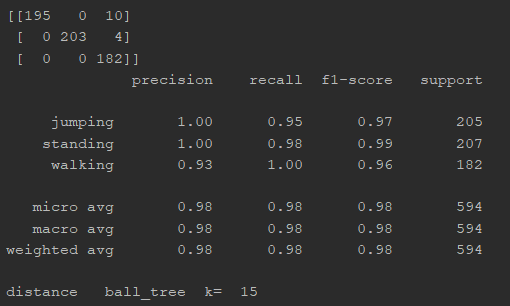 [[195   0  10]
 [  0 203   4]
 [  0   0 182]]
              precision    recall  f1-score   support
     jumping       1.00      0.95      0.97       205
    standing       1.00      0.98      0.99       207
     walking       0.93      1.00      0.96       182
   micro avg       0.98      0.98      0.98       594
   macro avg       0.98      0.98      0.98       594
weighted avg       0.98      0.98      0.98       594
distance   ball_tree  k=  15